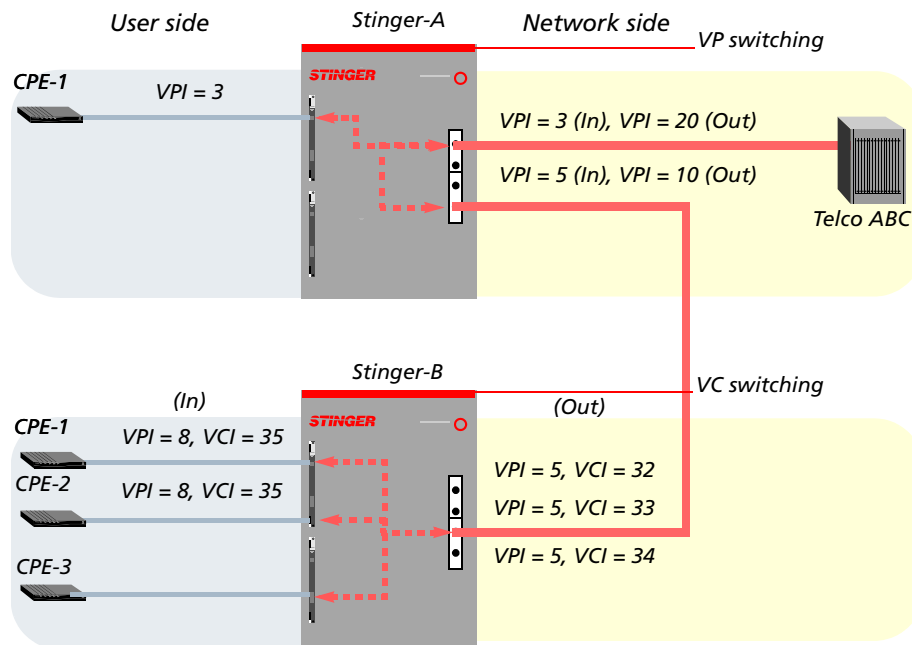 User side
Stinger-A
Network side
VP switching
STINGER
CPE-1
VPI = 3
VPI = 3 (In), VPI = 20 (Out)
VPI = 5 (In), VPI = 10 (Out)
Telco ABC
Stinger-B
VC switching
(In)
(Out)
STINGER
CPE-1
VPI = 8, VCI = 35
CPE-2
VPI = 8, VCI = 35
VPI = 5, VCI = 32
VPI = 5, VCI = 33
VPI = 5, VCI = 34
CPE-3